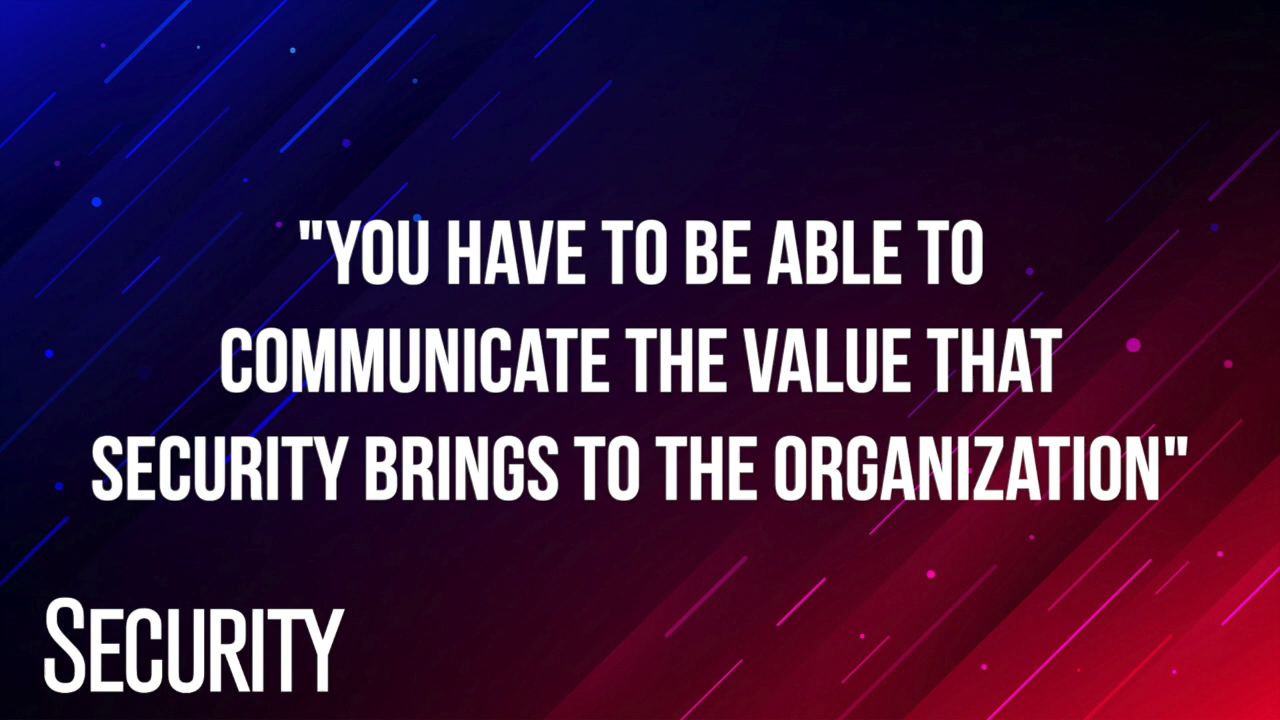 "YOU HAVE TO BE ABLE TO
COMMUNICATE THE VALUE THAT
SECURITY BRINGS TO THE ORGANIZATION"
SECURITY